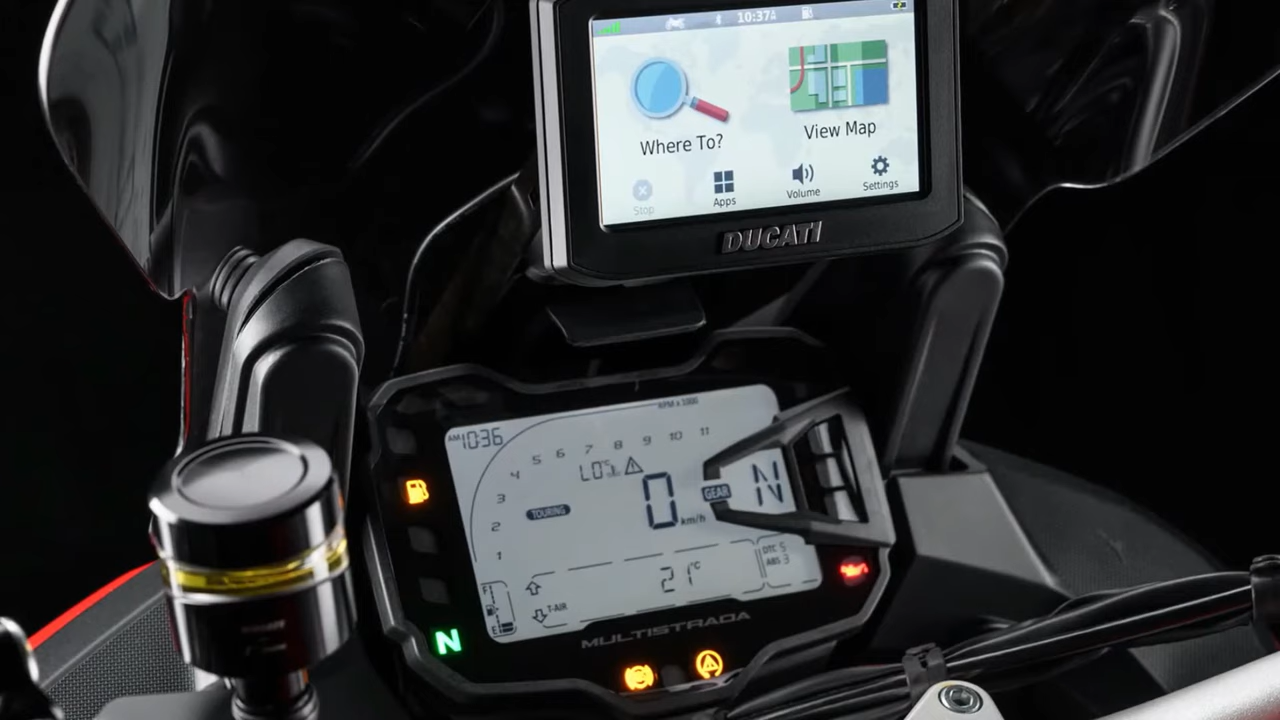 10:37
Where To?
View Map
Stop
Apps
Volume
Settings
DUCATI
RPM x 1000
AM 10:36
1 2 3 4 5 6 7 8 9 10 11
LO°C
TOURING
0 km/h
GEAR
N
DTC 5
ABS 3
21°C
T-AIR
F
E
N
MULTISTRADA
ABS